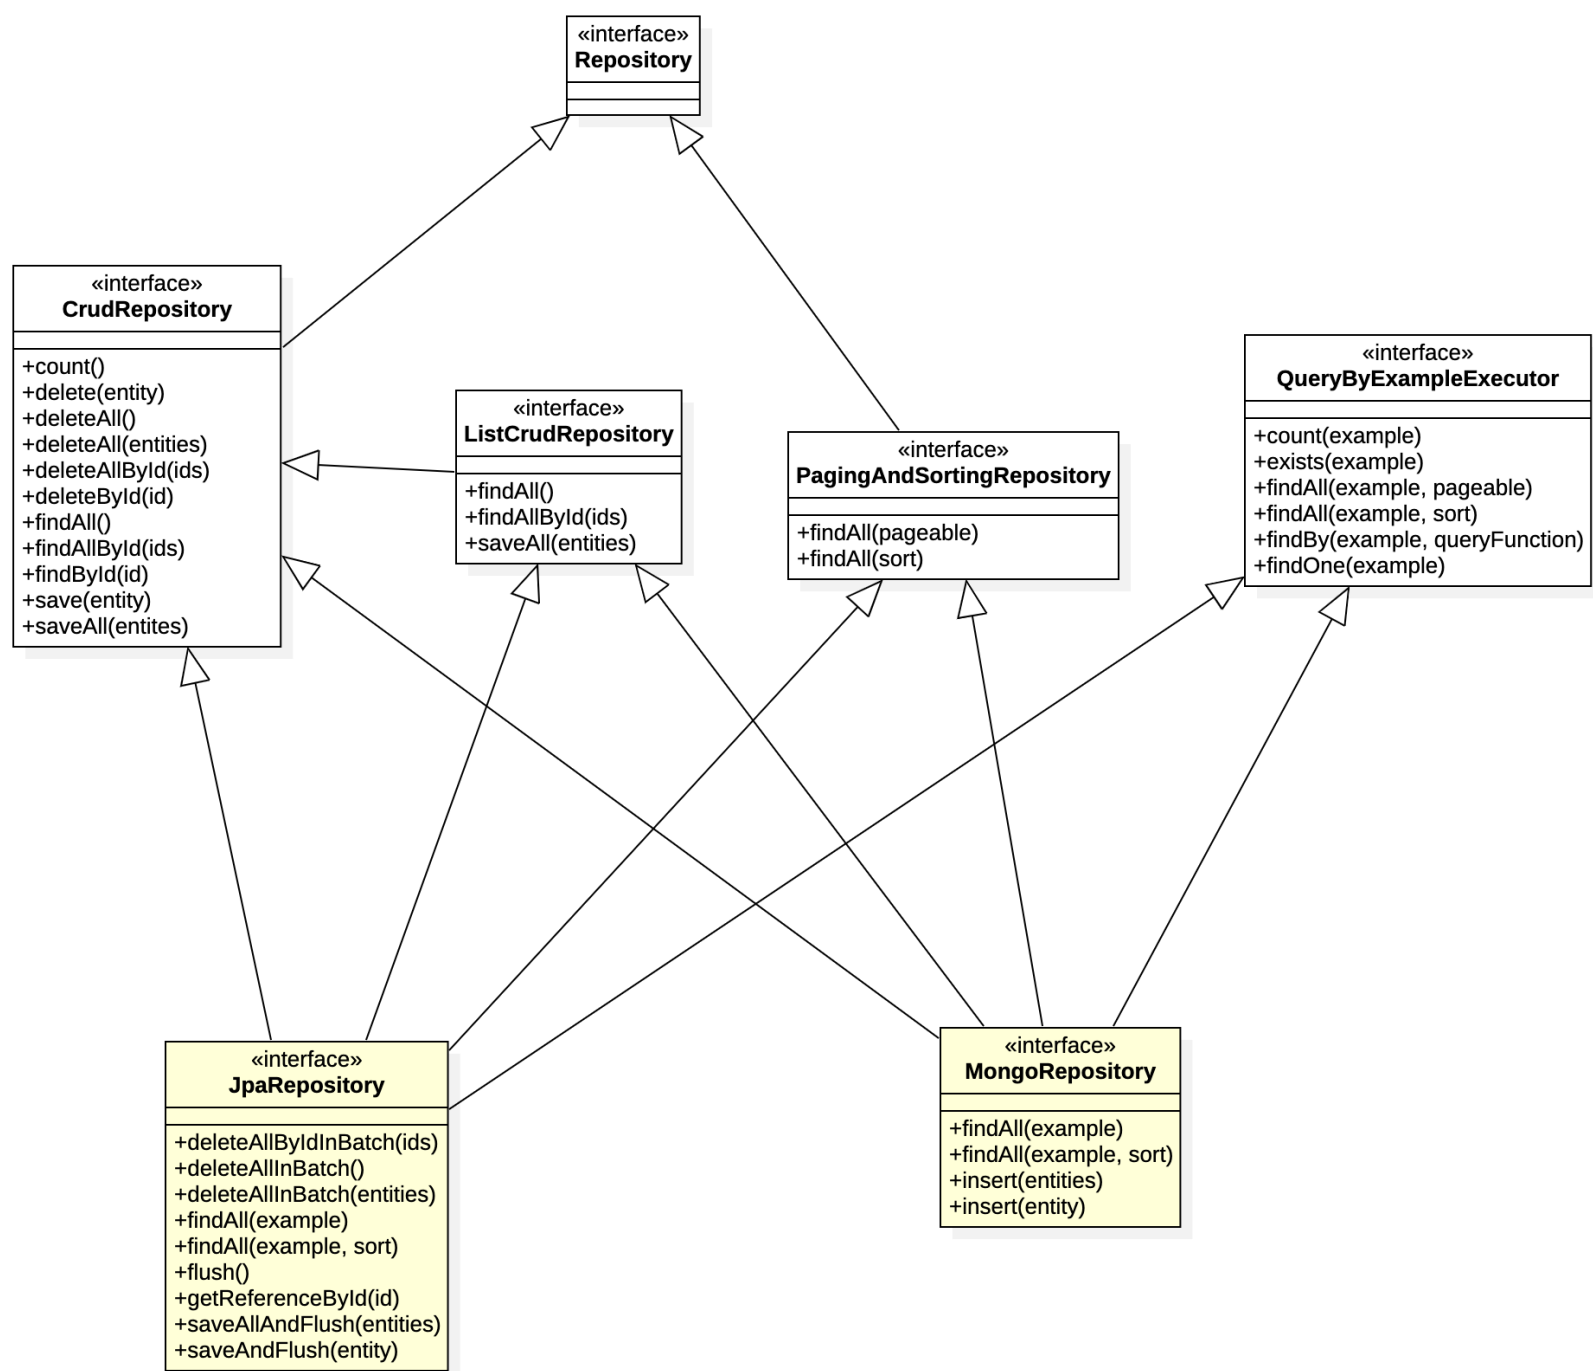 «interface»
Repository
«interface»
CrudRepository
+count()
+delete(entity)
+deleteAll()
+deleteAll(entities)
+deleteAllById(ids)
+deleteById(id)
+findAll()
+findAllById(ids)
+findById(id)
+save(entity)
+saveAll(entites)
«interface»
ListCrudRepository
+findAll()
+findAllById(ids)
+saveAll(entities)
«interface»
PagingAndSortingRepository
+findAll(pageable)
+findAll(sort)
«interface»
QueryByExampleExecutor
+count(example)
+exists(example)
+findAll(example, pageable)
+findAll(example, sort)
+findBy(example, queryFunction)
+findOne(example)
«interface»
JpaRepository
+deleteAllByIdInBatch(ids)
+deleteAllInBatch()
+deleteAllInBatch(entities)
+findAll(example)
+findAll(example, sort)
+flush()
+getReferenceById(id)
+saveAllAndFlush(entities)
+saveAndFlush(entity)
«interface»
MongoRepository
+findAll(example)
+findAll(example, sort)
+insert(entities)
+insert(entity)